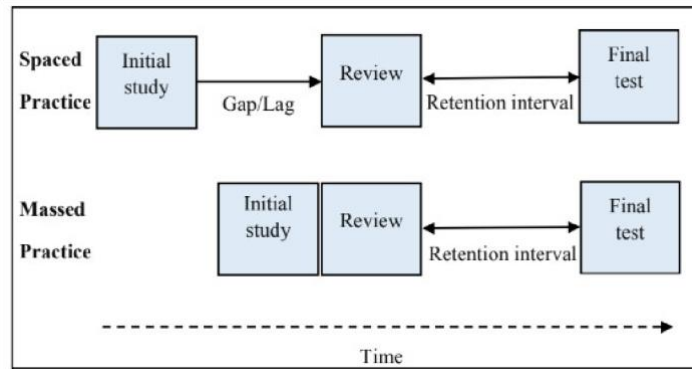 Spaced
Practice
Initial
study
Gap/Lag
Review
Retention interval
Final
test
Massed
Practice
Initial
study
Review
Retention interval
Final
test
Time